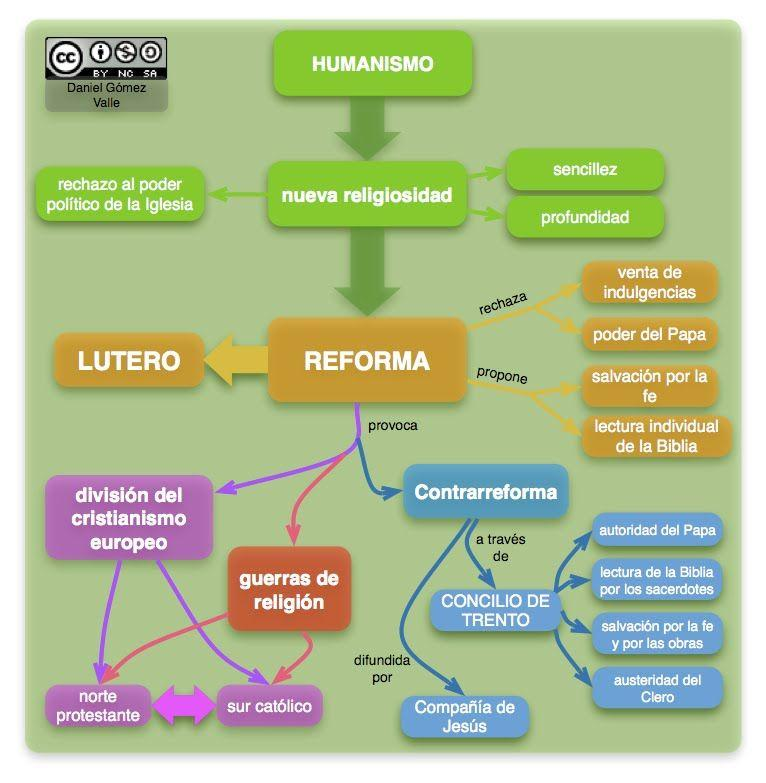 cc
BY NC SA
Daniel Gómez
Valle
HUMANISMO
rechazo al poder
político de la Iglesia
nueva religiosidad
sencillez
profundidad
LUTERO
REFORMA
rechaza
venta de
indulgencias
poder del Papa
propone
salvación por la
fe
lectura individual
de la Biblia
provoca
división del
cristianismo
europeo
guerras de
religión
norte
protestante
sur católico
Contrarreforma
a través
de
CONCILIO DE
TRENTO
autoridad del Papa
lectura de la Biblia
por los sacerdotes
salvación por la fe
y por las obras
austeridad del
Clero
difundida
por
Compañía de
Jesús